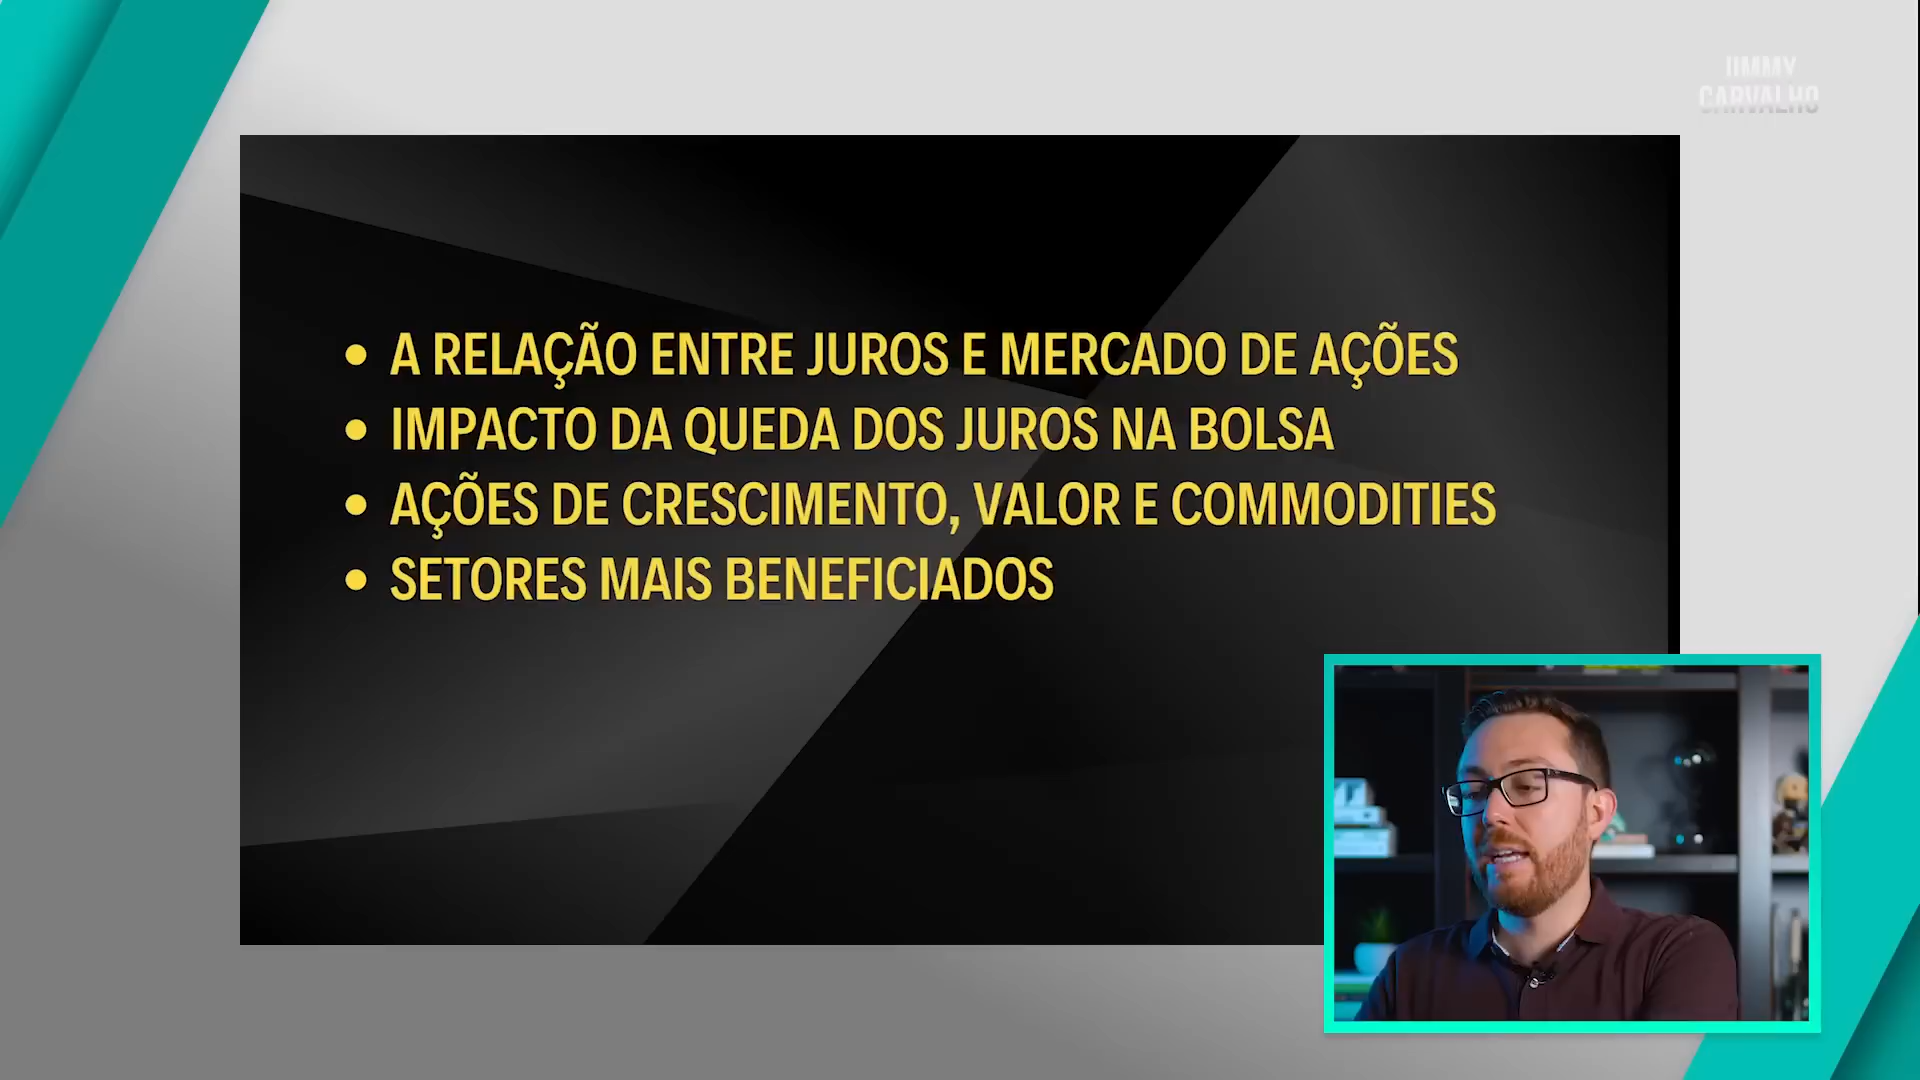 JIMMY
CARVALHO
• A RELAÇÃO ENTRE JUROS E MERCADO DE AÇÕES
• IMPACTO DA QUEDA DOS JUROS NA BOLSA
• AÇÕES DE CRESCIMENTO, VALOR E COMMODITIES
• SETORES MAIS BENEFICIADOS